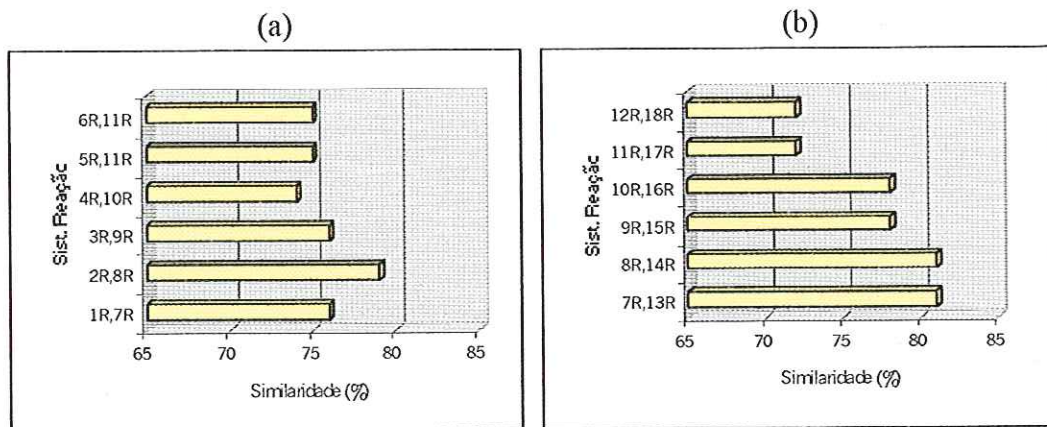 (a)
6R,11R
5R,11R
4R,10R
3R,9R
2R,8R
1R,7R
65 70 75 80 85
Sist. Reação
Similaridade (%)
(b)
12R,18R
11R,17R
10R,16R
9R,15R
8R,14R
7R,13R
65 70 75 80 85
Sist. Reação
Similaridade (%)